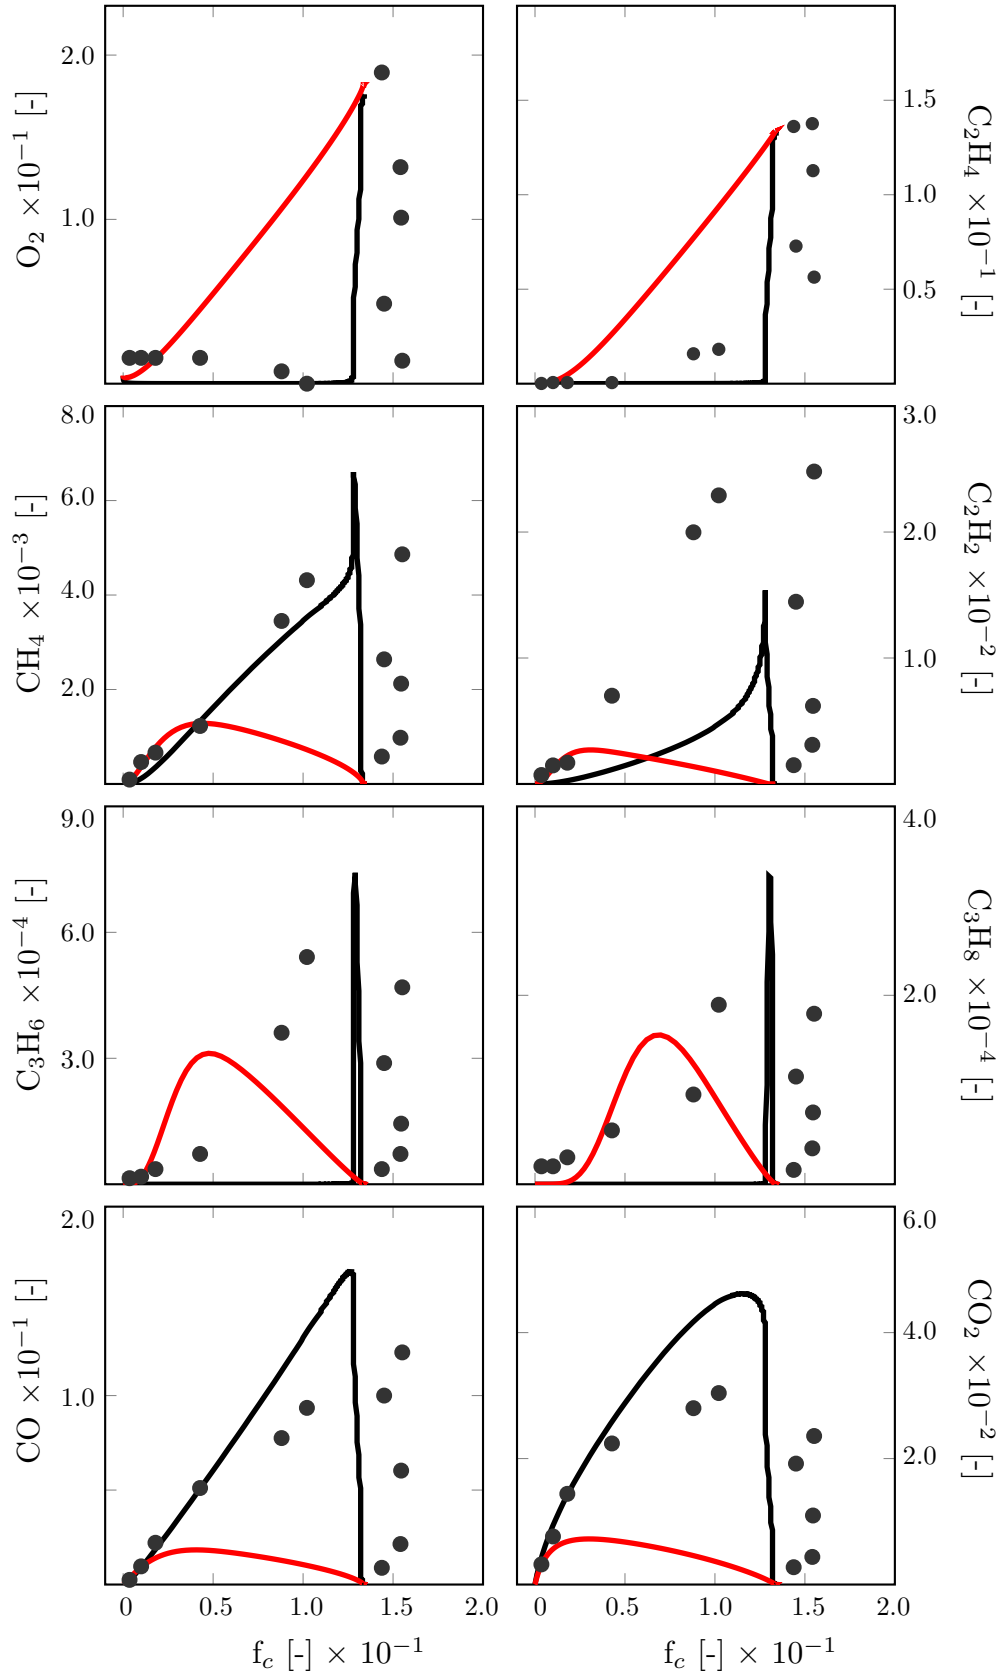 2.0
1.0
O₂ ×10⁻¹ [-]
1.5
1.0
0.5
C₂H₄ ×10⁻¹ [-]
8.0
6.0
4.0
2.0
CH₄ ×10⁻³ [-]
3.0
2.0
1.0
C₂H₂ ×10⁻² [-]
9.0
6.0
3.0
C₃H₆ ×10⁻⁴ [-]
4.0
2.0
C₃H₈ ×10⁻⁴ [-]
2.0
1.0
CO ×10⁻¹ [-]
6.0
4.0
2.0
CO₂ ×10⁻² [-]
0 0.5 1.0 1.5 2.0
f_c [-] × 10⁻¹
0 0.5 1.0 1.5 2.0
f_c [-] × 10⁻¹